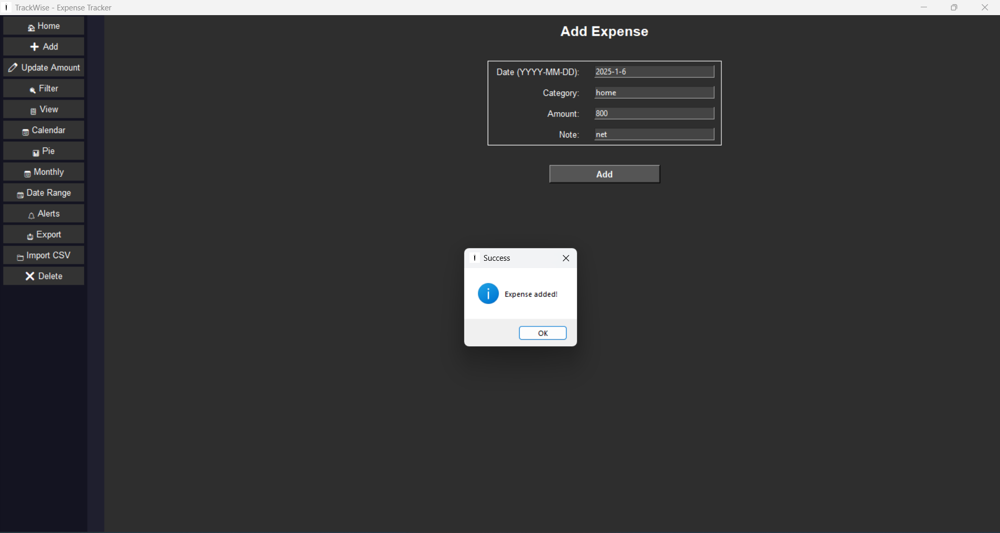 TrackWise - Expense Tracker
Home
Add
Update Amount
Filter
View
Calendar
Pie
Monthly
Date Range
Alerts
Export
Import CSV
Delete
Add Expense
Date (YYYY-MM-DD): 2025-1-6
Category: home
Amount: 800
Note: net
Add
Success
Expense added!
OK